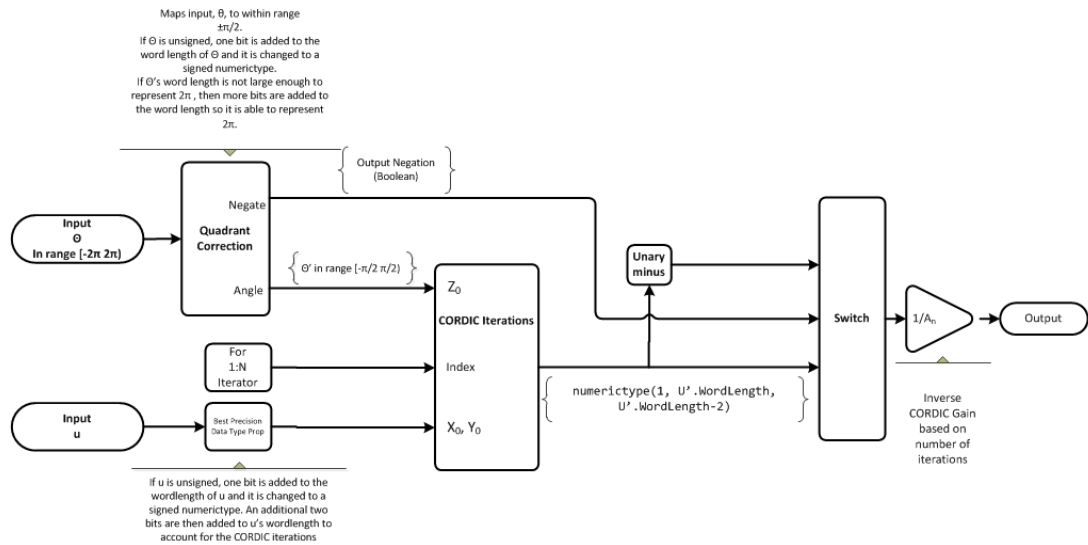 Maps input, θ, to within range
±π/2.
If Θ is unsigned, one bit is added to the
word length of Θ and it is changed to a
signed numerictype.
If Θ's word length is not large enough to
represent 2π , then more bits are added to
the word length so it is able to represent
2π.
Output Negation
(Boolean)
Negate
Input
Θ
In range [-2π 2π)
Quadrant
Correction
Angle
Θ' in range [-π/2 π/2)
Unary
minus
Z0
CORDIC Iterations
Index
X0, Y0
Switch
1/An
Output
For
1:N
Iterator
numerictype(1, U'.WordLength,
U'.WordLength-2)
Input
u
Best Precision
Data Type Prop
Inverse
CORDIC Gain
based on
number of
iterations
If u is unsigned, one bit is added to the
wordlength of u and it is changed to a
signed numerictype. An additional two
bits are then added to u's wordlength to
account for the CORDIC iterations